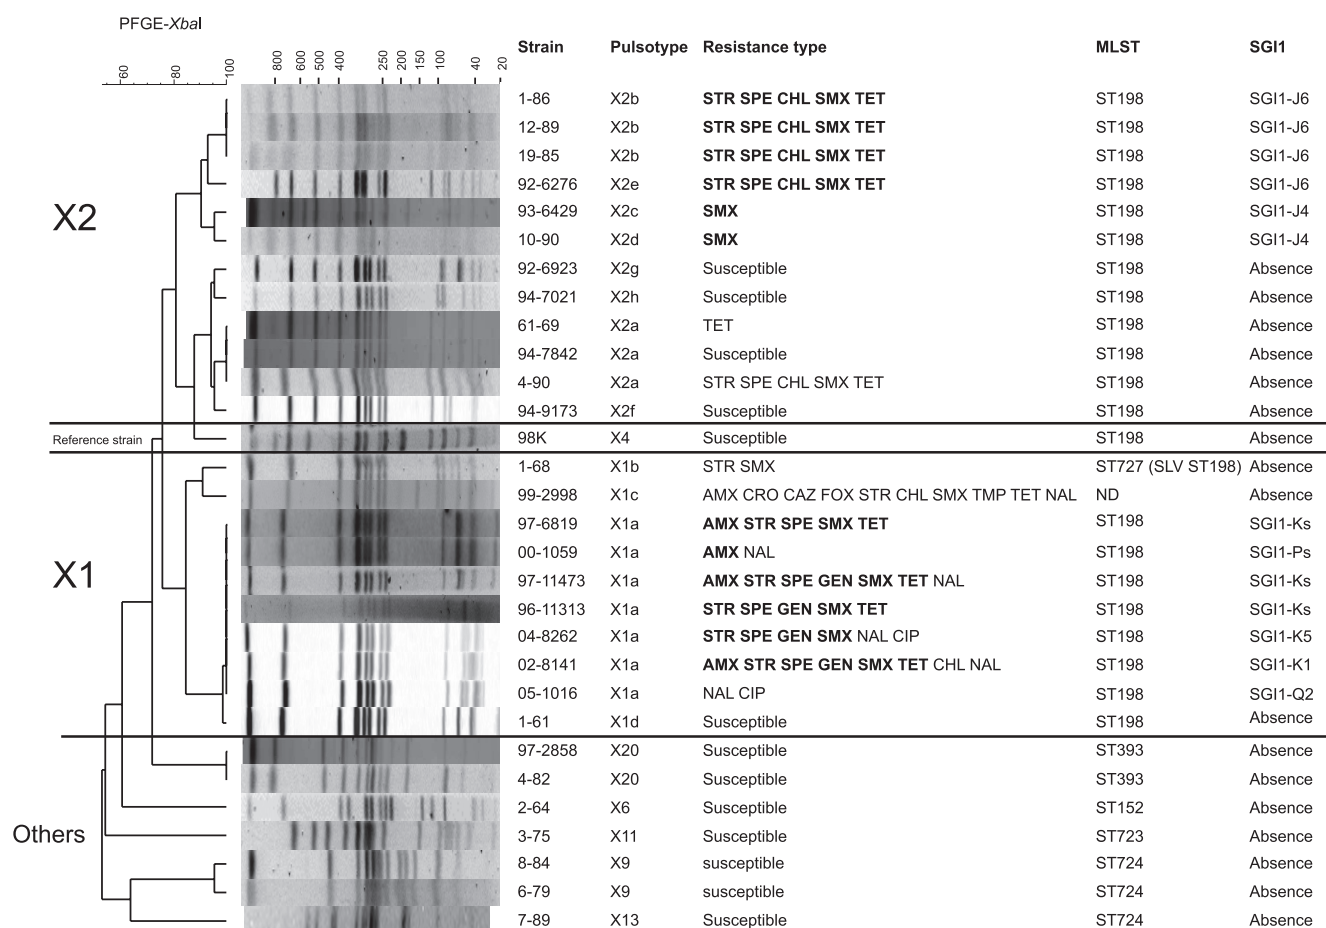 PFGE-XbaI
Strain Pulsotype Resistance type MLST SGI1
60 80 100 800 600 500 400 250 200 150 100 40 20
1-86 X2b STR SPE CHL SMX TET ST198 SGI1-J6
12-89 X2b STR SPE CHL SMX TET ST198 SGI1-J6
19-85 X2b STR SPE CHL SMX TET ST198 SGI1-J6
92-6276 X2e STR SPE CHL SMX TET ST198 SGI1-J6
X2
93-6429 X2c SMX ST198 SGI1-J4
10-90 X2d SMX ST198 SGI1-J4
92-6923 X2g Susceptible ST198 Absence
94-7021 X2h Susceptible ST198 Absence
61-69 X2a TET ST198 Absence
94-7842 X2a Susceptible ST198 Absence
4-90 X2a STR SPE CHL SMX TET ST198 Absence
94-9173 X2f Susceptible ST198 Absence
Reference strain 98K X4 Susceptible ST198 Absence
1-68 X1b STR SMX ST727 (SLV ST198) Absence
99-2998 X1c AMX CRO CAZ FOX STR CHL SMX TMP TET NAL ND Absence
97-6819 X1a AMX STR SPE SMX TET ST198 SGI1-Ks
00-1059 X1a AMX NAL ST198 SGI1-Ps
X1
97-11473 X1a AMX STR SPE GEN SMX TET NAL ST198 SGI1-Ks
96-11313 X1a STR SPE GEN SMX TET ST198 SGI1-Ks
04-8262 X1a STR SPE GEN SMX NAL CIP ST198 SGI1-K5
02-8141 X1a AMX STR SPE GEN SMX TET CHL NAL ST198 SGI1-K1
05-1016 X1a NAL CIP ST198 SGI1-Q2
1-61 X1d Susceptible ST198 Absence
97-2858 X20 Susceptible ST393 Absence
4-82 X20 Susceptible ST393 Absence
2-64 X6 Susceptible ST152 Absence
Others 3-75 X11 Susceptible ST723 Absence
8-84 X9 susceptible ST724 Absence
6-79 X9 susceptible ST724 Absence
7-89 X13 Susceptible ST724 Absence